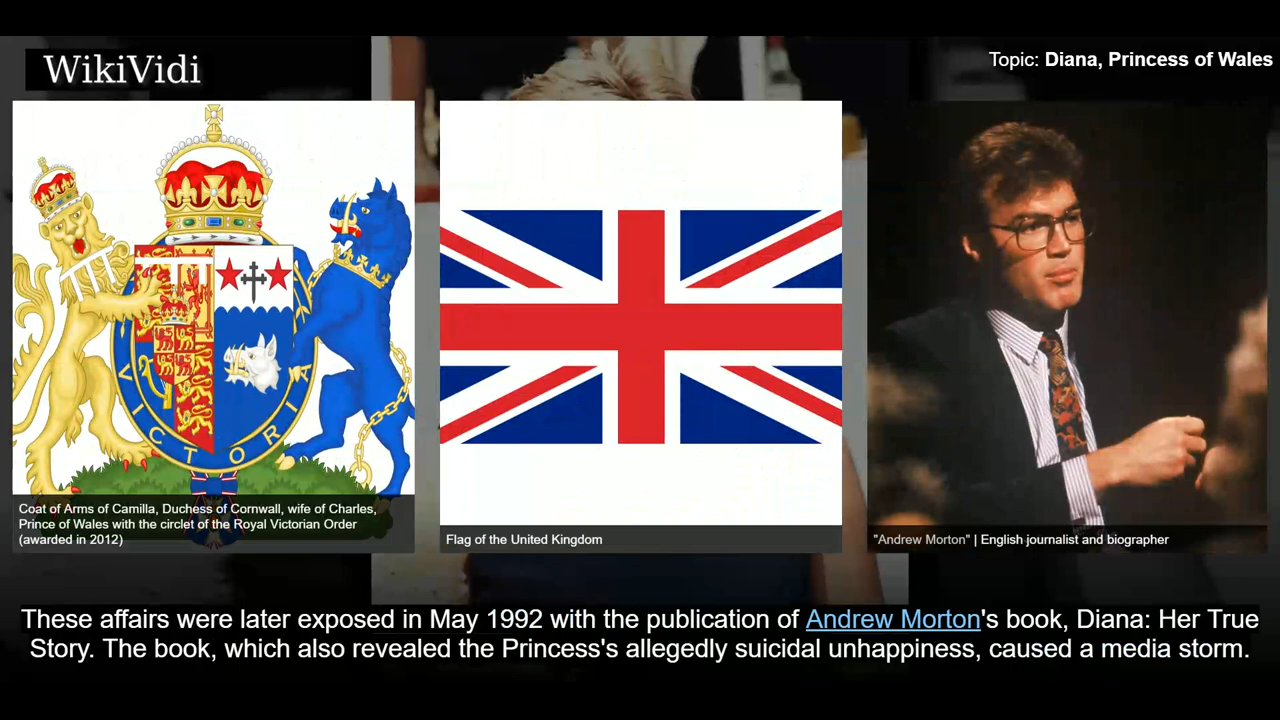 WikiVidi
Topic: Diana, Princess of Wales
VICTORIA
Coat of Arms of Camilla, Duchess of Cornwall, wife of Charles,
Prince of Wales with the circlet of the Royal Victorian Order
(awarded in 2012)
Flag of the United Kingdom
"Andrew Morton" | English journalist and biographer
These affairs were later exposed in May 1992 with the publication of Andrew Morton's book, Diana: Her True
Story. The book, which also revealed the Princess's allegedly suicidal unhappiness, caused a media storm.